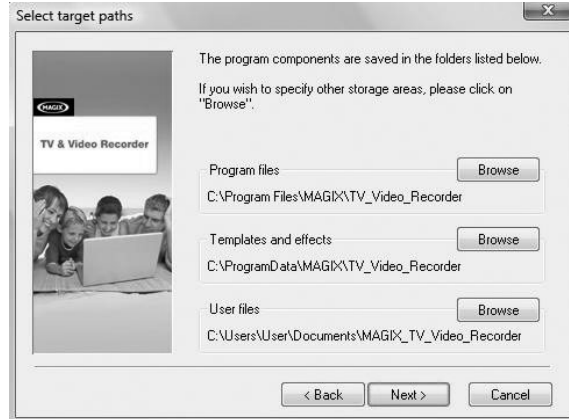 Select target paths
The program components are saved in the folders listed below.
If you wish to specify other storage areas, please click on
"Browse".
MAGIX
TV & Video Recorder
Program files
Browse
C:\Program Files\MAGIX\TV_Video_Recorder
Templates and effects
Browse
C:\ProgramData\MAGIX\TV_Video_Recorder
User files
Browse
C:\Users\User\Documents\MAGIX_TV_Video_Recorder
< Back
Next >
Cancel